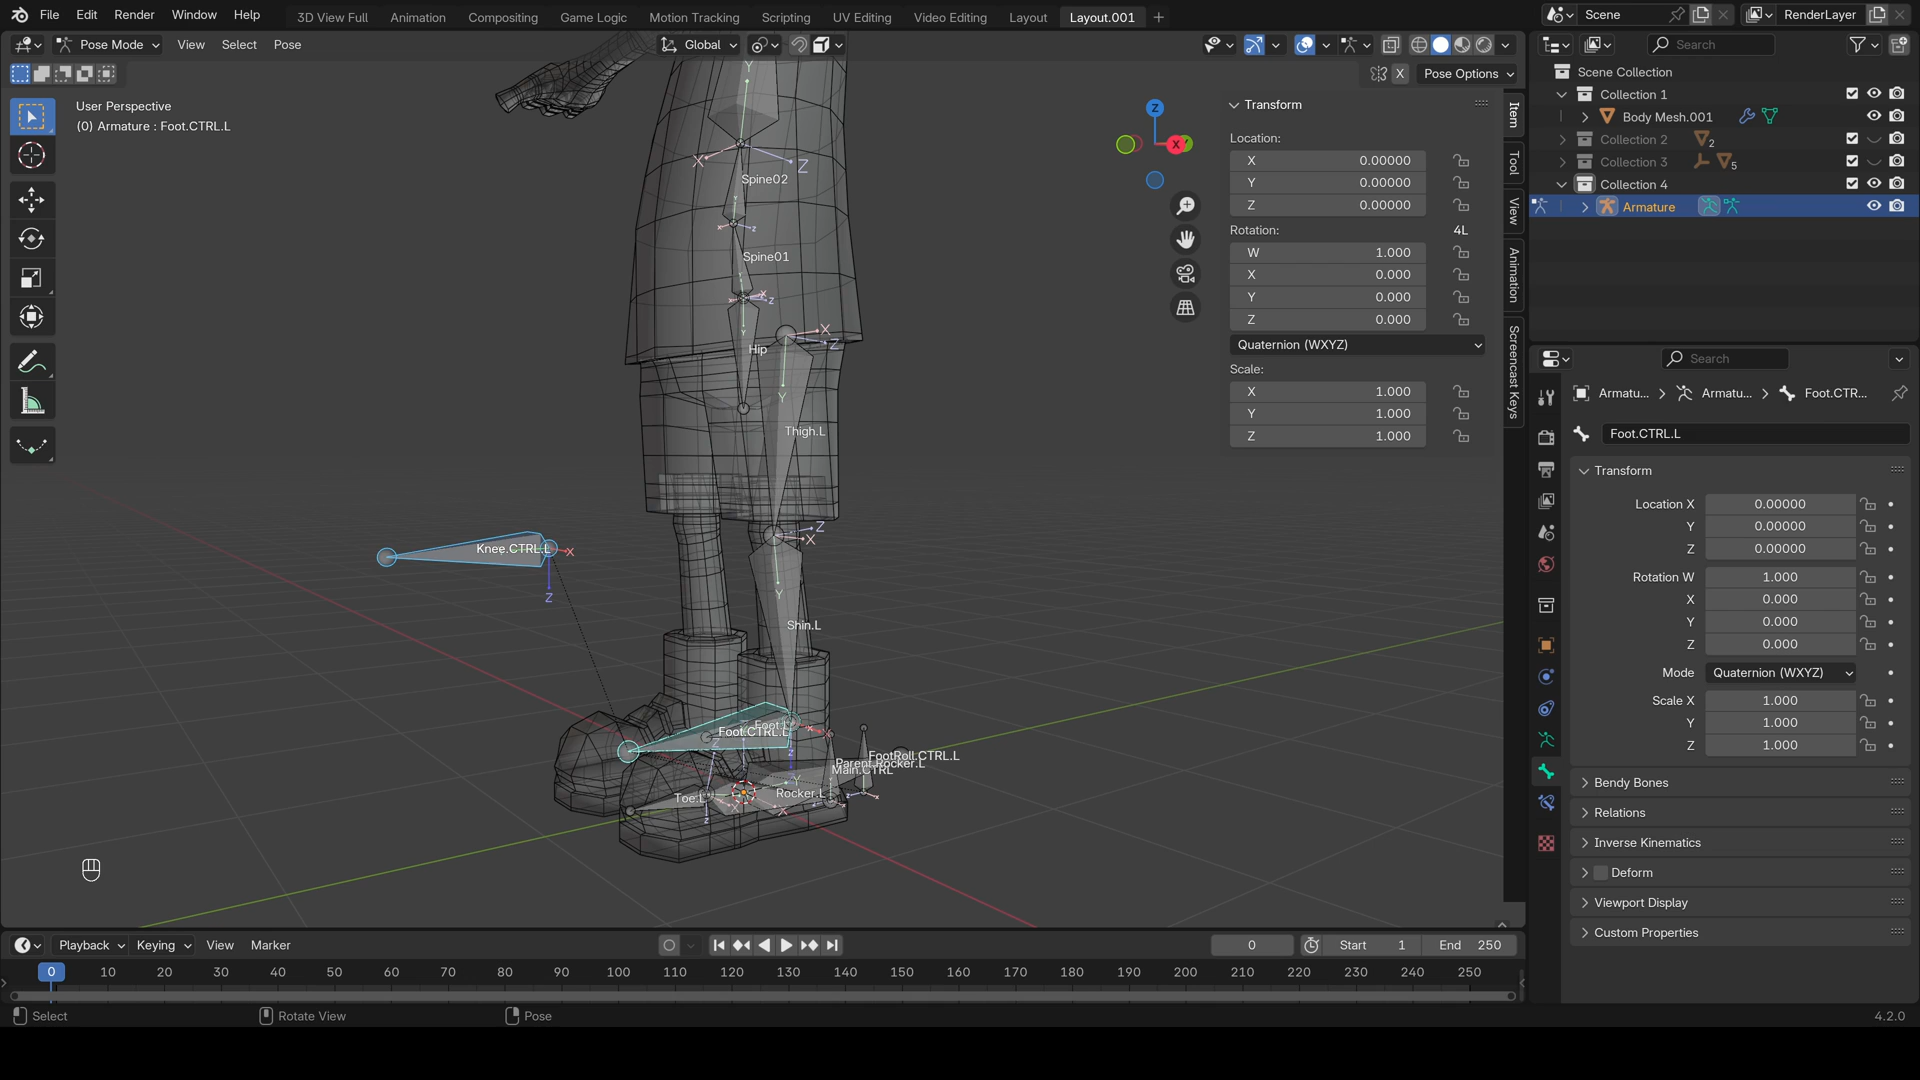 File Edit Render Window Help 3D View Full Animation Compositing Game Logic Motion Tracking Scripting UV Editing Video Editing Layout Layout.001 Scene RenderLayer
Pose Mode View Select Pose Global Search
X Pose Options
Scene Collection
Collection 1
Body Mesh.001
Collection 2 2
Collection 3 5
Collection 4
Armature
User Perspective
(0) Armature : Foot.CTRL.L
Transform
Location:
X 0.00000
Y 0.00000
Z 0.00000
Rotation: 4L
W 1.000
X 0.000
Y 0.000
Z 0.000
Quaternion (WXYZ)
Scale:
X 1.000
Y 1.000
Z 1.000
Item
Tool
View
Animation
Screencast Keys
Z
X
Y
X
Z
Spine02
Spine01
Hip
Thigh.L
Knee.CTRL.L
Shin.L
Foot.L
Foot.CTRL.L
FootRoll.CTRL.L
Parent.Rocker.L
Main.CTRL
Toe.L
Rocker.L
Search
Armatu... Armatu... Foot.CTR...
Foot.CTRL.L
Transform
Location X 0.00000
Y 0.00000
Z 0.00000
Rotation W 1.000
X 0.000
Y 0.000
Z 0.000
Mode Quaternion (WXYZ)
Scale X 1.000
Y 1.000
Z 1.000
Bendy Bones
Relations
Inverse Kinematics
Deform
Viewport Display
Custom Properties
Playback Keying View Marker 0 Start 1 End 250
0 10 20 30 40 50 60 70 80 90 100 110 120 130 140 150 160 170 180 190 200 210 220 230 240 250
Select Rotate View Pose 4.2.0